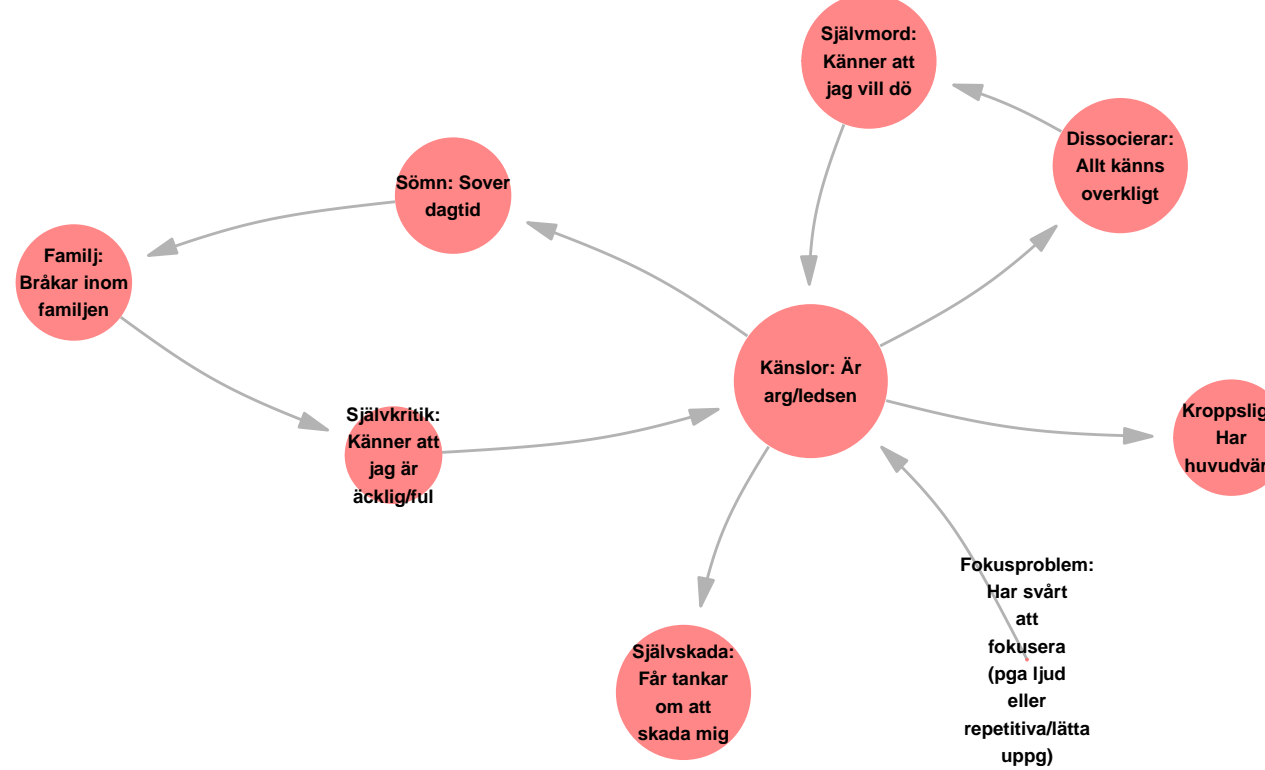 Självmord:
Känner att
jag vill dö
Dissocierar:
Allt känns
overkligt
Sömn: Sover
dagtid
Familj:
Bråkar inom
familjen
Känslor: Är
arg/ledsen
Självkritik:
Känner att
jag är
äcklig/ful
Kroppslig
Har
huvudvär
Fokusproblem:
Har svårt
att
fokusera
(pga ljud
eller
repetitiva/lätta
uppg)
Självskada:
Får tankar
om att
skada mig